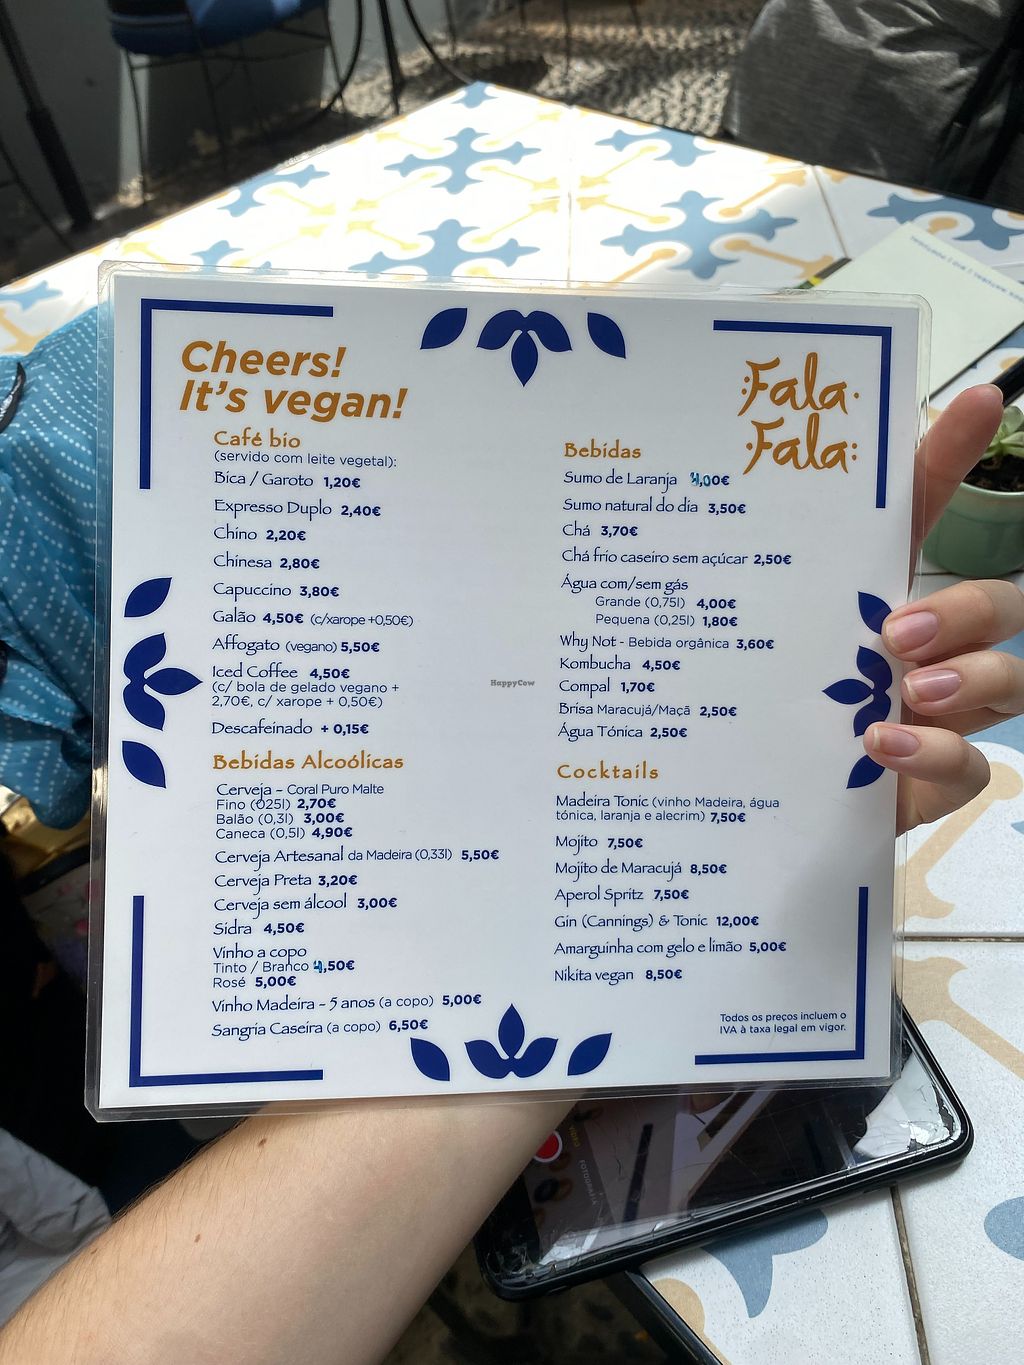 Cheers!
It's vegan!
Fala
Fala
Café bio
(servido com leite vegetal):
Bica / Garoto 1,20€
Expresso Duplo 2,40€
Chino 2,20€
Chinesa 2,80€
Capuccino 3,80€
Galão 4,50€ (c/xarope +0,50€)
Affogato (vegano) 5,50€
Iced Coffee 4,50€
(c/ bola de gelado vegano +
2,70€, c/ xarope + 0,50€)
Descafeinado + 0,15€
Bebidas Alcoólicas
Cerveja - Coral Puro Malte
Fino (025l) 2,70€
Balão (0,3l) 3,00€
Caneca (0,5l) 4,90€
Cerveja Artesanal da Madeira (0,33l) 5,50€
Cerveja Preta 3,20€
Cerveja sem álcool 3,00€
Sidra 4,50€
Vinho a copo
Tinto / Branco 4,50€
Rosé 5,00€
Vinho Madeira - 5 anos (a copo) 5,00€
Sangria Caseira (a copo) 6,50€
Bebidas
Sumo de Laranja 4,00€
Sumo natural do dia 3,50€
Chá 3,70€
Chá frio caseiro sem açúcar 2,50€
Água com/sem gás
Grande (0,75l) 4,00€
Pequena (0,25l) 1,80€
Why Not - Bebida orgânica 3,60€
Kombucha 4,50€
Compal 1,70€
Brisa Maracujá/Maçã 2,50€
Água Tónica 2,50€
Cocktails
Madeira Tonic (vinho Madeira, água
tónica, laranja e alecrim) 7,50€
Mojito 7,50€
Mojito de Maracujá 8,50€
Aperol Spritz 7,50€
Gin (Cannings) & Tonic 12,00€
Amarguinha com gelo e limão 5,00€
Nikita vegan 8,50€
Todos os preços incluem o
IVA à taxa legal em vigor.
HappyCow
VÍDEO
FOTOGRAFIA